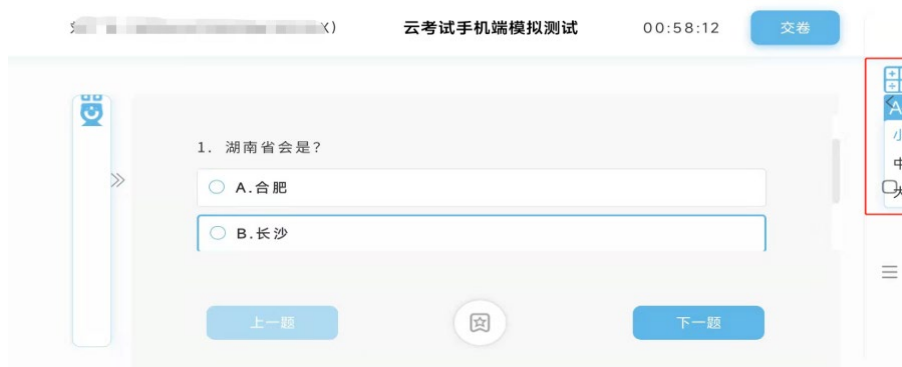 X) 云考试手机端模拟测试 00:58:12 交卷
A
小
中
大
1. 湖南省会是?
A.合肥
B.长沙
上一题 下一题